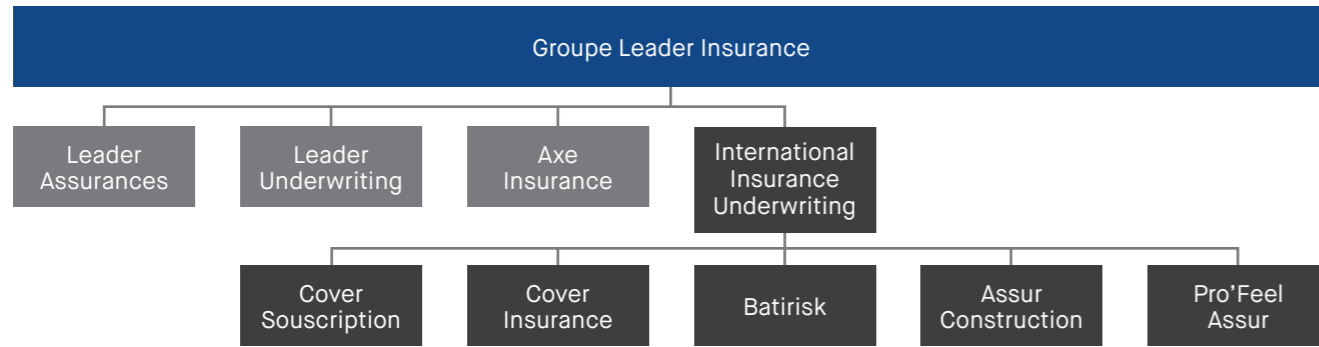 Groupe Leader Insurance
Leader
Assurances
Leader
Underwriting
Axe
Insurance
International
Insurance
Underwriting
Cover
Souscription
Cover
Insurance
Batirisk
Assur
Construction
Pro’Feel
Assur